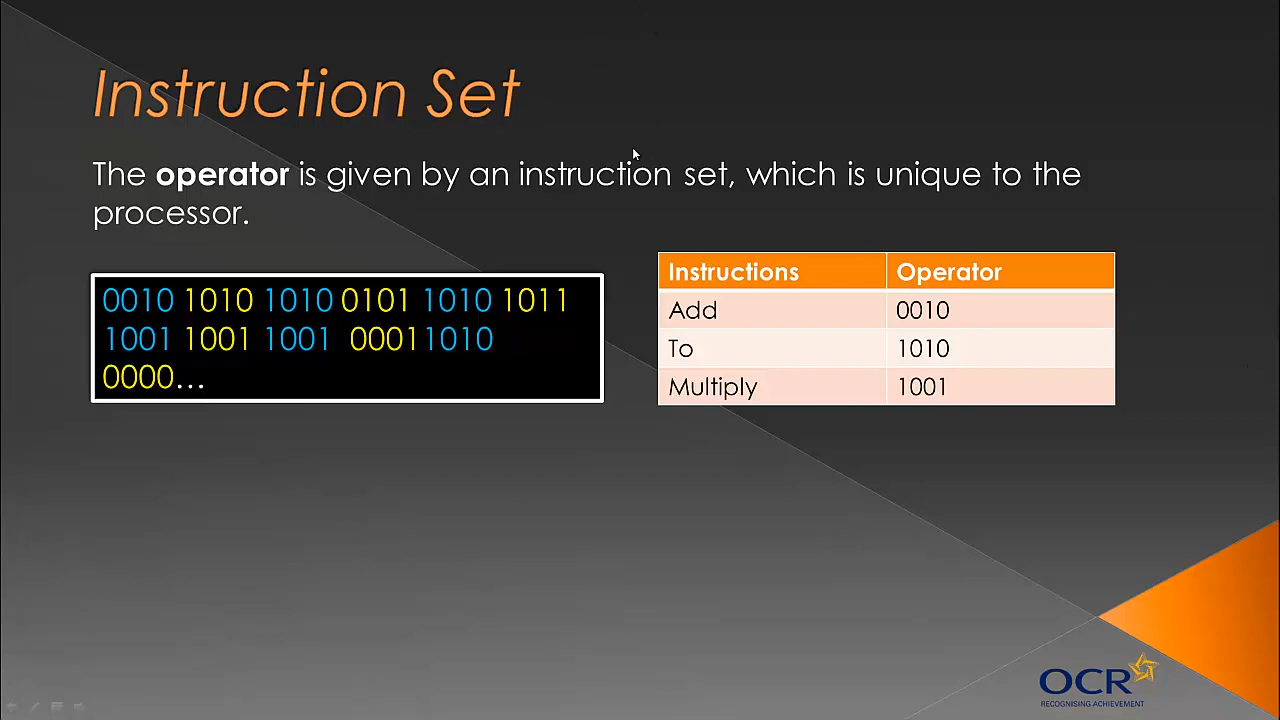 Instruction Set
The operator is given by an instruction set, which is unique to the
processor.
0010 1010 1010 0101 1010 1011
1001 1001 1001 00011010
0000...
Instructions Operator
Add 0010
To 1010
Multiply 1001
OCR
RECOGNISING ACHIEVEMENT